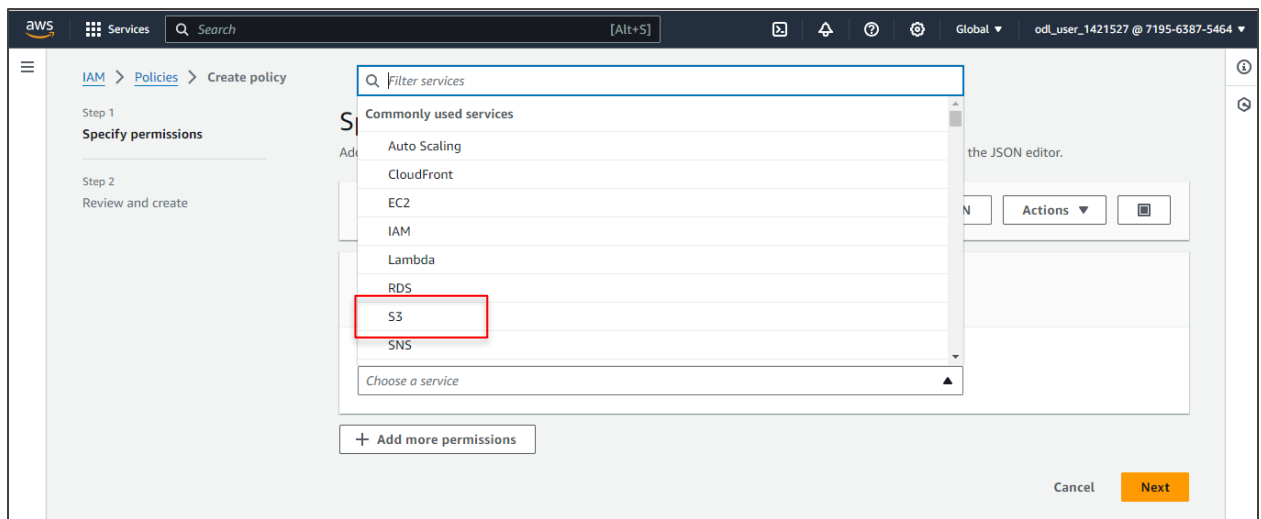 aws Services Search [Alt+S] Global odl_user_1421527 @ 7195-6387-5464
IAM > Policies > Create policy
Step 1
Specify permissions
Step 2
Review and create
Filter services
Commonly used services
Auto Scaling
CloudFront
EC2
IAM
Lambda
RDS
S3
SNS
Choose a service
the JSON editor.
Actions
Add more permissions
Cancel Next